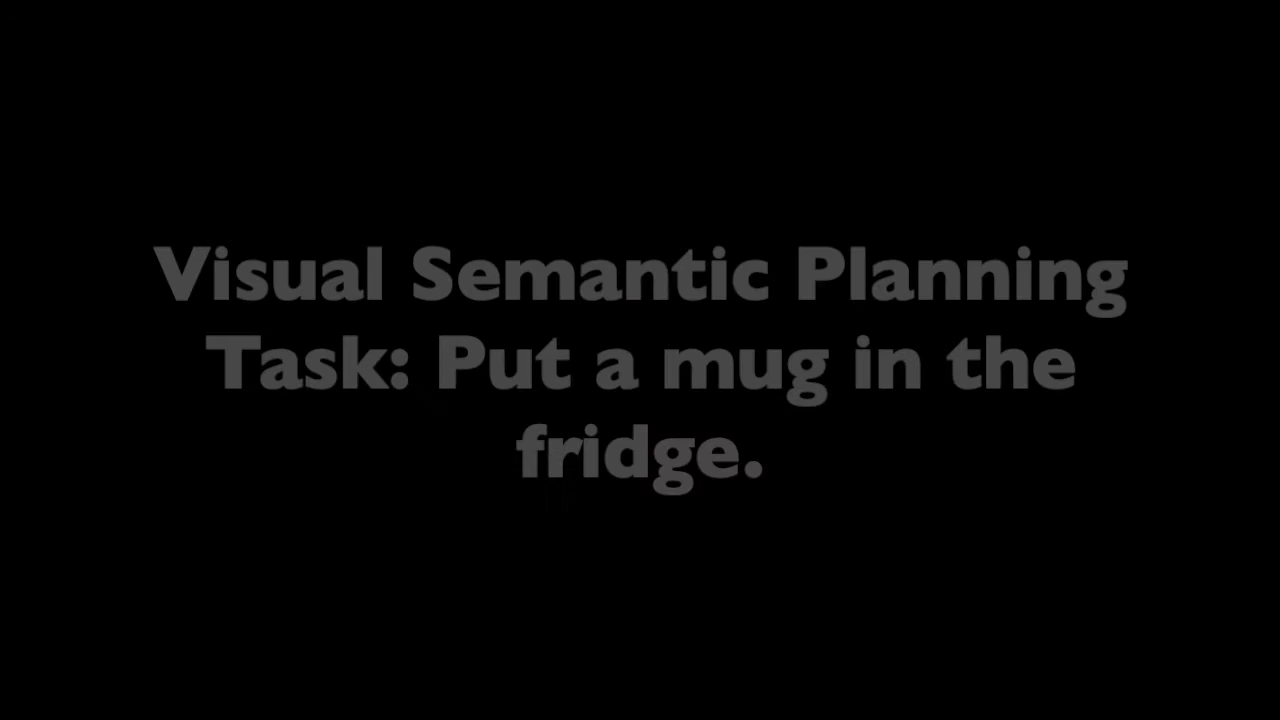 Visual Semantic Planning
Task: Put a mug in the
fridge.